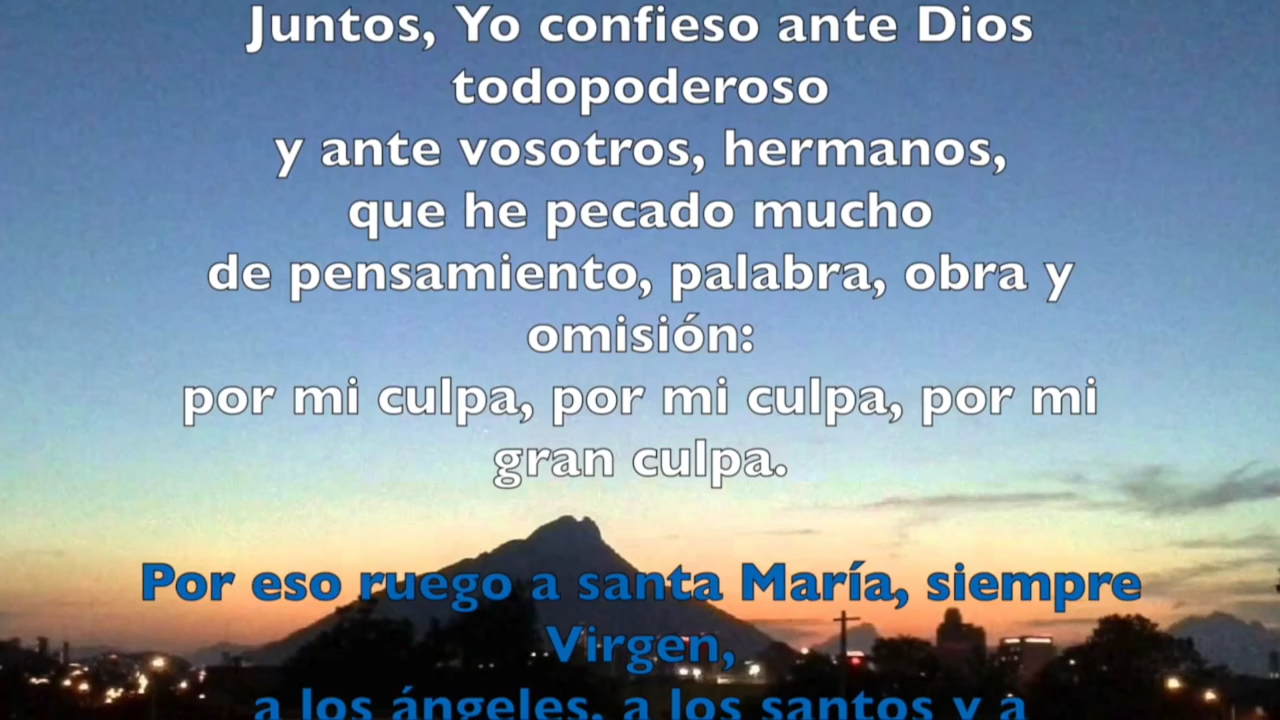 Juntos, Yo confieso ante Dios
todopoderoso
y ante vosotros, hermanos,
que he pecado mucho
de pensamiento, palabra, obra y
omisión:
por mi culpa, por mi culpa, por mi
gran culpa.
Por eso ruego a santa María, siempre
Virgen,
a los ángeles, a los santos y a